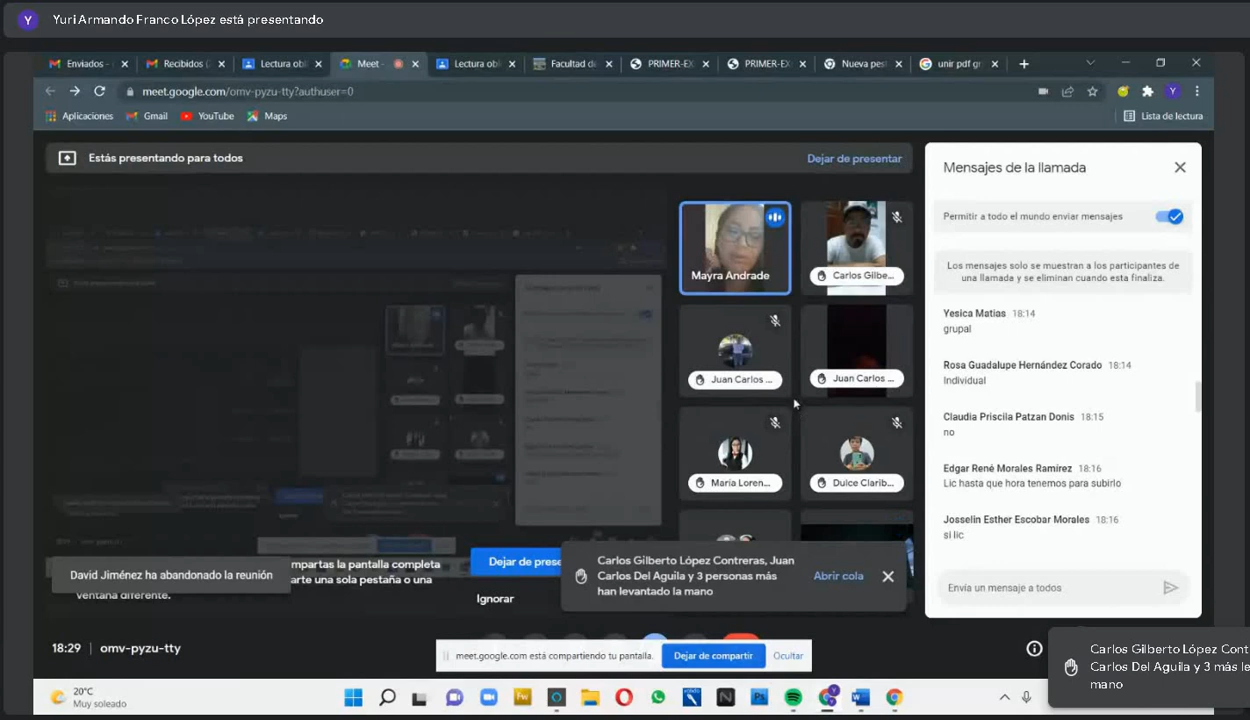 Y Yuri Armando Franco López está presentando
Enviados -
Recibidos (
Lectura obl
Meet -
Lectura obl
Facultad de
PRIMER-EX
PRIMER-EX
Nueva pes
unir pdf gr
meet.google.com/omv-pyzu-tty?authuser=0
Y
Aplicaciones
Gmail
YouTube
Maps
Lista de lectura
Estás presentando para todos
Dejar de presentar
Mayra Andrade
Carlos Gilbe...
Juan Carlos ...
Juan Carlos ...
María Loren...
Dulce Clarib...
Mensajes de la llamada
Permitir a todo el mundo enviar mensajes
Los mensajes solo se muestran a los participantes de
una llamada y se eliminan cuando esta finaliza.
Yesica Matias 18:14
grupal
Rosa Guadalupe Hernández Corado 18:14
Individual
Claudia Priscila Patzan Donis 18:15
no
Edgar René Morales Ramírez 18:16
Lic hasta que hora tenemos para subirlo
Josselin Esther Escobar Morales 18:16
si lic
Envía un mensaje a todos
David Jiménez ha abandonado la reunión
mpartas la pantalla completa
arte una sola pestaña o una
ventana diferente.
Dejar de prese
Ignorar
Carlos Gilberto López Contreras, Juan
Carlos Del Aguila y 3 personas más
han levantado la mano
Abrir cola
18:29 | omv-pyzu-tty
meet.google.com está compartiendo tu pantalla.
Dejar de compartir
Ocultar
Carlos Gilberto López Cont
Carlos Del Aguila y 3 más le
mano
20°C
Muy soleado